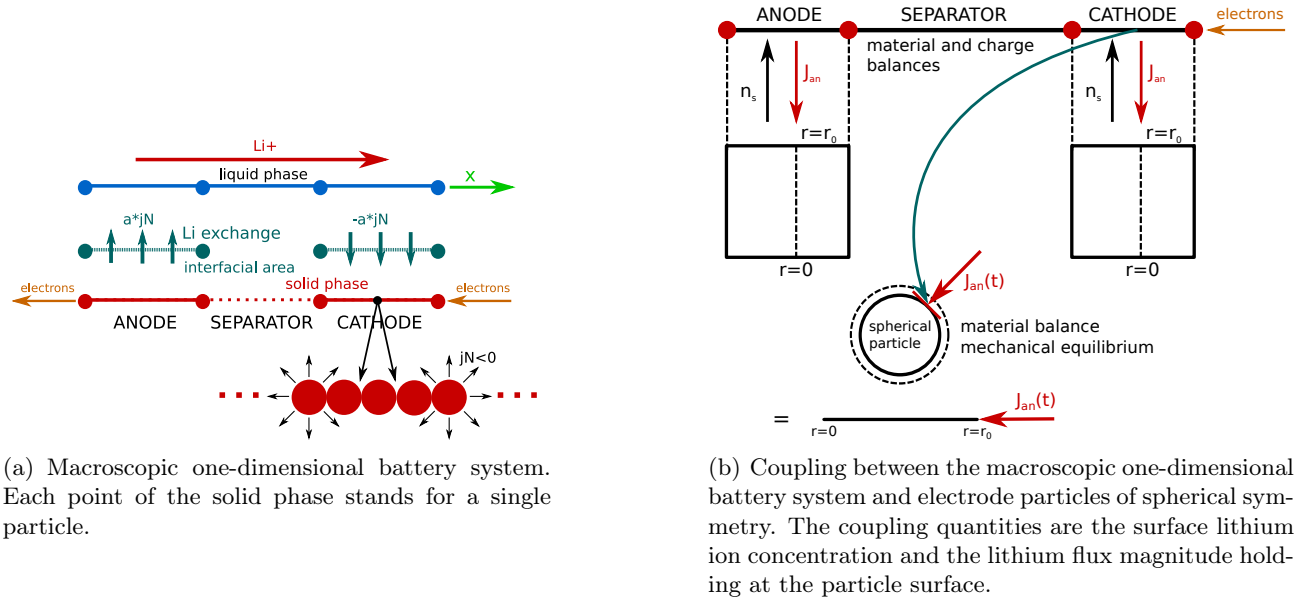 Li+
liquid phase
x
a*jN
-a*jN
Li exchange
interfacial area
electrons
solid phase
electrons
ANODE
SEPARATOR
CATHODE
jN<0
(a) Macroscopic one-dimensional battery system.
Each point of the solid phase stands for a single
particle.
ANODE
SEPARATOR
CATHODE
electrons
material and charge
balances
n_s
J_an
n_s
J_an
r=r_0
r=r_0
r=0
r=0
J_an(t)
spherical
particle
material balance
mechanical equilibrium
=
J_an(t)
r=0
r=r_0
(b) Coupling between the macroscopic one-dimensional
battery system and electrode particles of spherical sym-
metry. The coupling quantities are the surface lithium
ion concentration and the lithium flux magnitude hold-
ing at the particle surface.